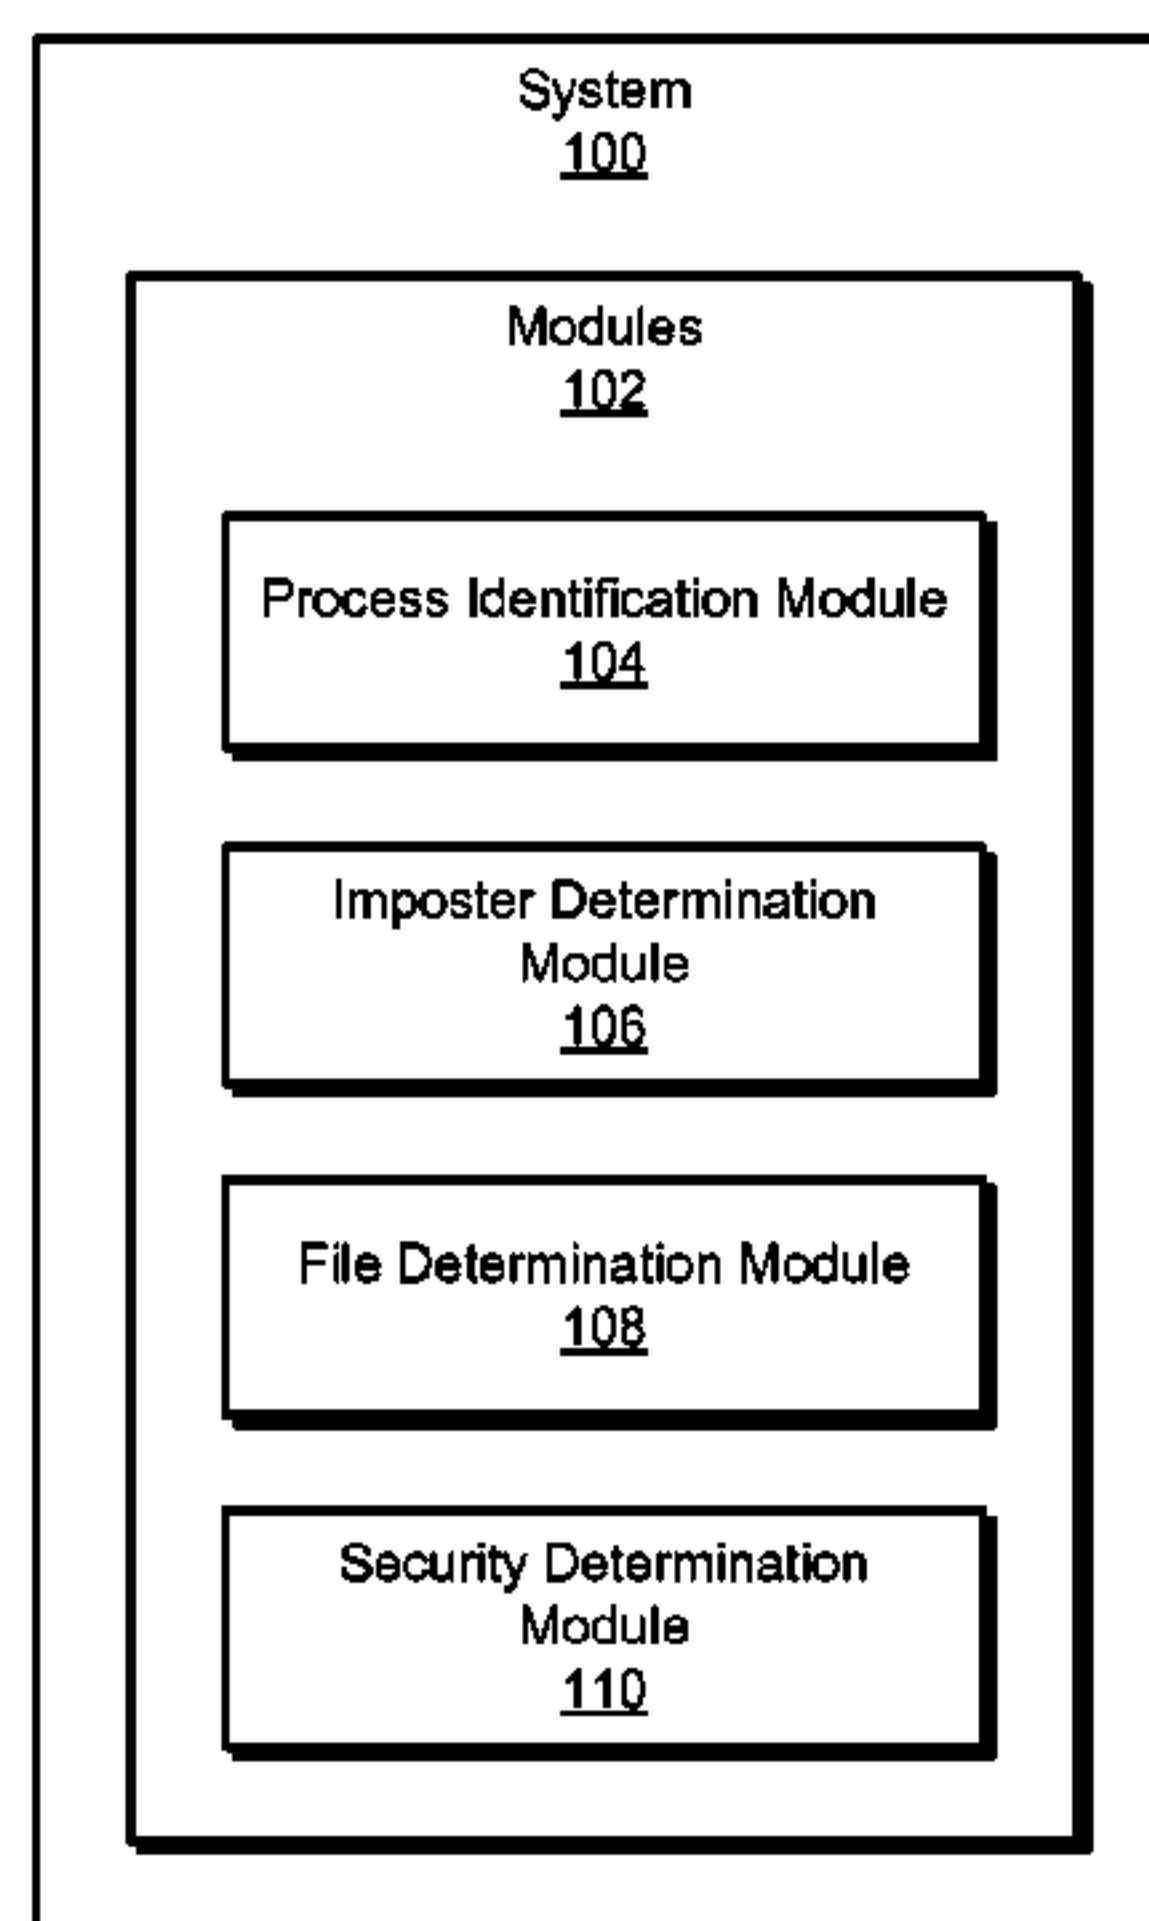 System
100
Modules
102
Process Identification Module
104
Imposter Determination
Module
106
File Determination Module
108
Security Determination
Module
110